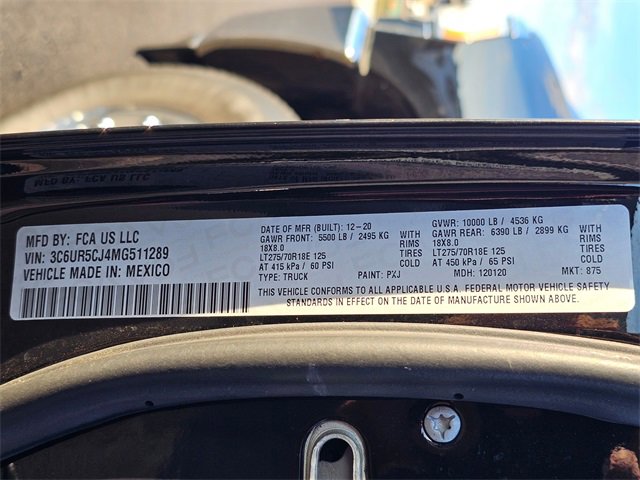 MFD BY: FCA US LLC
VIN: 3C6UR5CJ4MG511289
VEHICLE MADE IN: MEXICO
DATE OF MFR (BUILT): 12-20
GAWR FRONT: 5500 LB / 2495 KG
18X8.0
LT275/70R18E 125
AT 415 kPa / 60 PSI
TYPE: TRUCK
WITH
RIMS
TIRES
COLD
PAINT: PXJ
GVWR: 10000 LB / 4536 KG
GAWR REAR: 6390 LB / 2899 KG
18X8.0
LT275/70R18E 125
AT 450 kPa / 65 PSI
MDH: 120120
WITH
RIMS
TIRES
COLD
MKT: 875
THIS VEHICLE CONFORMS TO ALL APPLICABLE U.S.A. FEDERAL MOTOR VEHICLE SAFETY
STANDARDS IN EFFECT ON THE DATE OF MANUFACTURE SHOWN ABOVE.